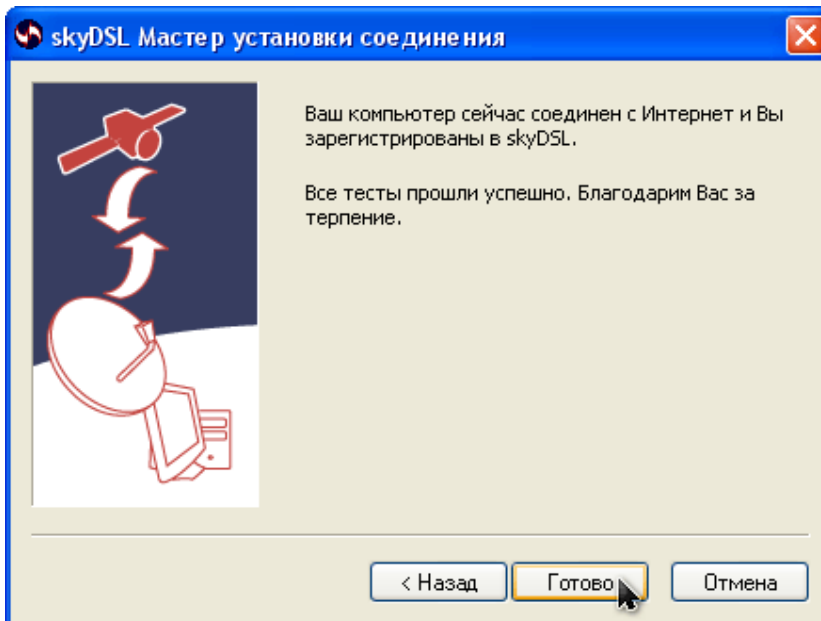 skyDSL Мастер установки соединения
Ваш компьютер сейчас соединен с Интернет и Вы
зарегистрированы в skyDSL.
Все тесты прошли успешно. Благодарим Вас за
терпение.
< Назад
Готово
Отмена